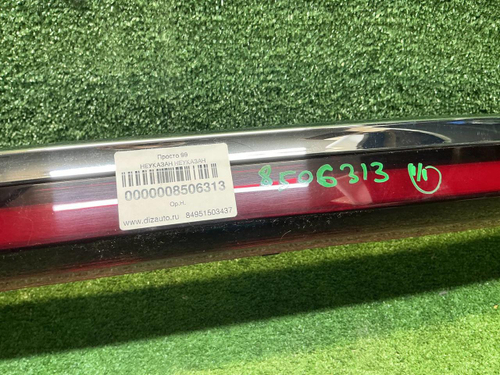 Просто 99
НЕУКАЗАН НЕУКАЗАН
0000008506313
Ор.Н.
www.dizauto.ru 84951503437
8506313